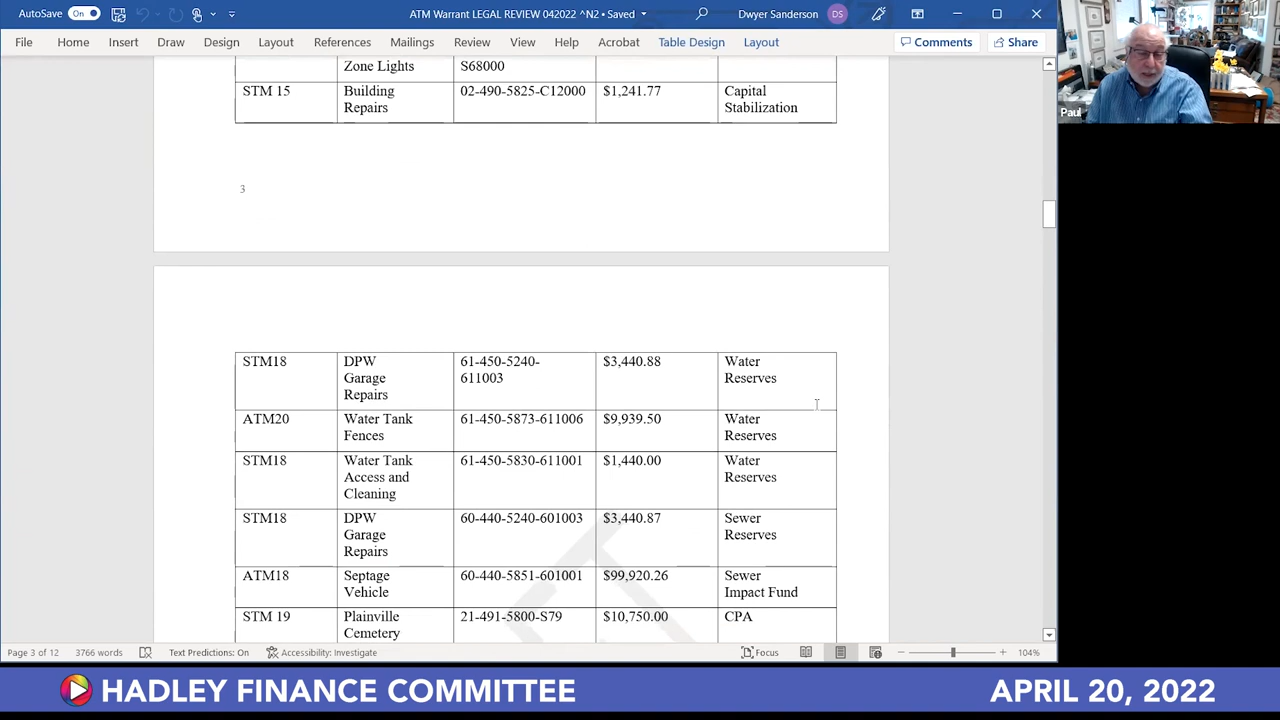 AutoSave On ATM Warrant LEGAL REVIEW 042022 ^N2 • Saved Dwyer Sanderson DS
File Home Insert Draw Design Layout References Mailings Review View Help Acrobat Table Design Layout Comments Share
Zone Lights S68000
STM 15 Building 02-490-5825-C12000 $1,241.77 Capital
Repairs Stabilization
3
STM18 DPW 61-450-5240- $3,440.88 Water
Garage 611003 Reserves
Repairs
ATM20 Water Tank 61-450-5873-611006 $9,939.50 Water
Fences Reserves
STM18 Water Tank 61-450-5830-611001 $1,440.00 Water
Access and Reserves
Cleaning
STM18 DPW 60-440-5240-601003 $3,440.87 Sewer
Garage Reserves
Repairs
ATM18 Septage 60-440-5851-601001 $99,920.26 Sewer
Vehicle Impact Fund
STM 19 Plainville 21-491-5800-S79 $10,750.00 CPA
Cemetery
Page 3 of 12 3766 words Text Predictions: On Accessibility: Investigate Focus 104%
Paul
HADLEY FINANCE COMMITTEE APRIL 20, 2022